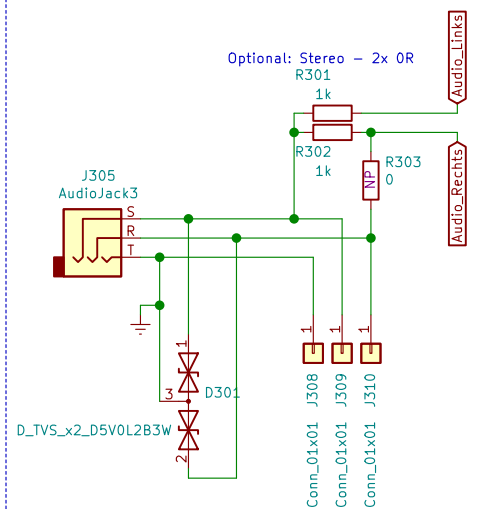 Audio_Links
Optional: Stereo - 2x 0R
R301
1k
R302
1k
R303
0
NP
Audio_Rechts
J305
AudioJack3
S
R
T
1
3
2
D301
D_TVS_x2_D5V0L2B3W
1
1
1
J308
J309
J310
Conn_01x01
Conn_01x01
Conn_01x01